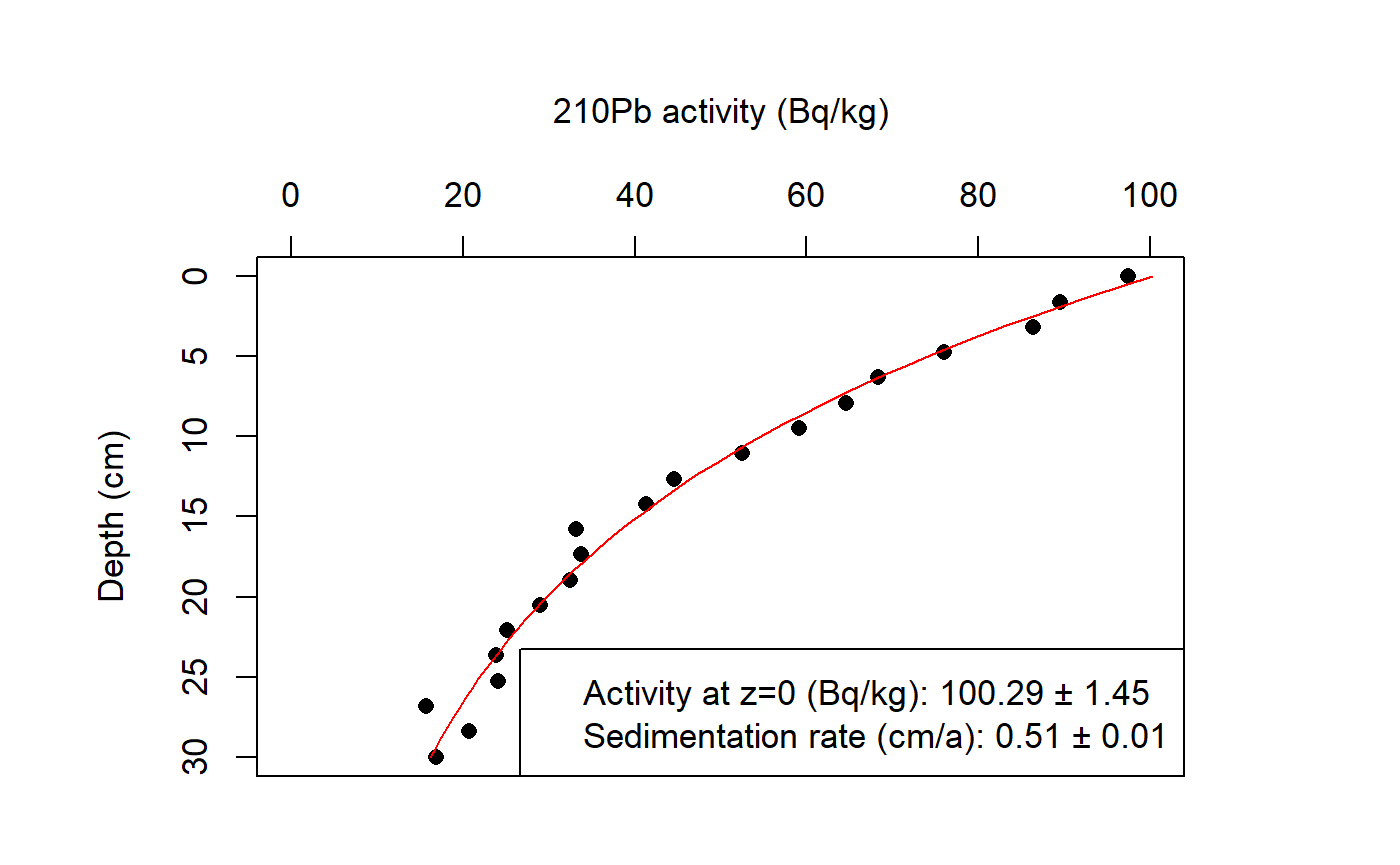 210Pb activity (Bq/kg)
0 20 40 60 80 100
Depth (cm)
0
5
10
15
20
25
30
Activity at z=0 (Bq/kg): 100.29 ± 1.45
Sedimentation rate (cm/a): 0.51 ± 0.01